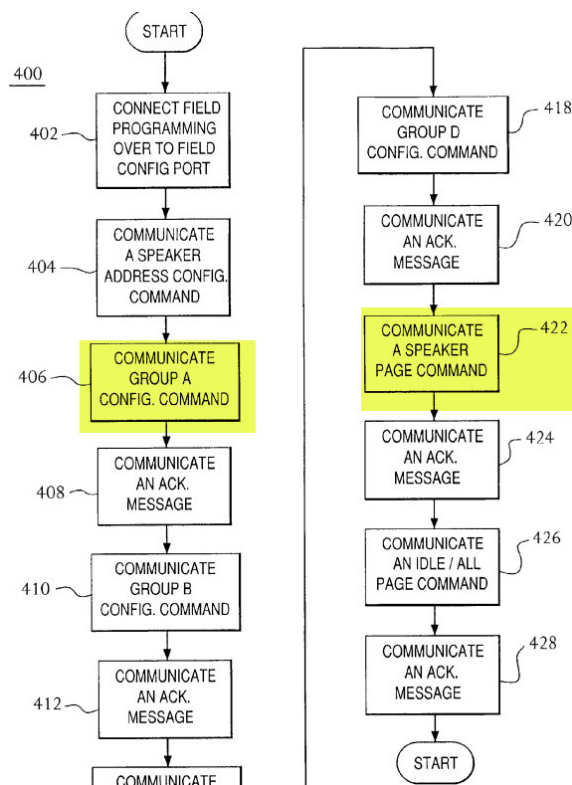 START
400
402
CONNECT FIELD
PROGRAMMING
OVER TO FIELD
CONFIG PORT
404
COMMUNICATE
A SPEAKER
ADDRESS CONFIG.
COMMAND
406
COMMUNICATE
GROUP A
CONFIG. COMMAND
408
COMMUNICATE
AN ACK.
MESSAGE
410
COMMUNICATE
GROUP B
CONFIG. COMMAND
412
COMMUNICATE
AN ACK.
MESSAGE
COMMUNICATE
COMMUNICATE
GROUP D
CONFIG. COMMAND
418
COMMUNICATE
AN ACK.
MESSAGE
420
COMMUNICATE
A SPEAKER
PAGE COMMAND
422
COMMUNICATE
AN ACK.
MESSAGE
424
COMMUNICATE
AN IDLE / ALL
PAGE COMMAND
426
COMMUNICATE
AN ACK.
MESSAGE
428
START